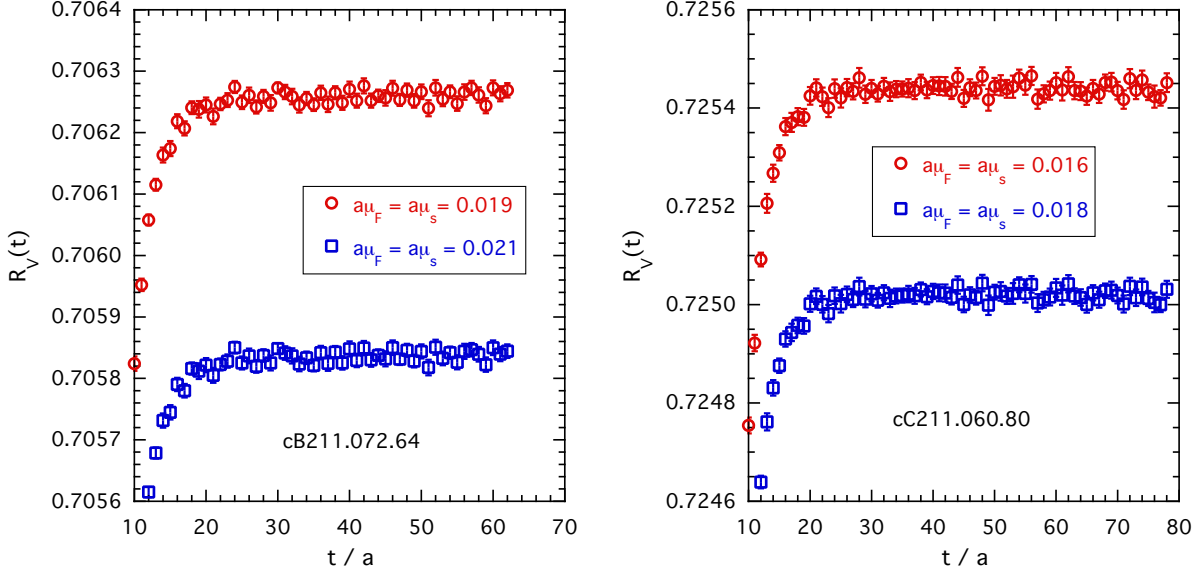 0.7064
0.7063
0.7062
0.7061
0.7060
0.7059
0.7058
0.7057
0.7056
R_V(t)
aμ_F = aμ_s = 0.019
aμ_F = aμ_s = 0.021
cB211.072.64
10 20 30 40 50 60 70
t / a
0.7256
0.7254
0.7252
0.7250
0.7248
0.7246
R_V(t)
aμ_F = aμ_s = 0.016
aμ_F = aμ_s = 0.018
cC211.060.80
10 20 30 40 50 60 70 80
t / a